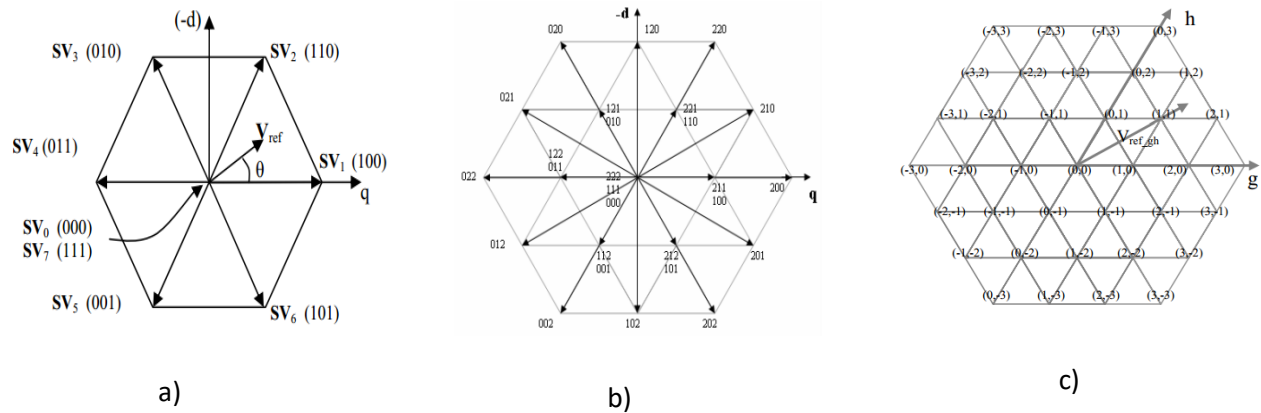 (-d)
SV3 (010) SV2 (110)
Vref
SV4 (011) θ SV1 (100)
q
SV0 (000)
SV7 (111)
SV5 (001) SV6 (101)
a)
-d
020 120 220
021 121 221 210
010 110
122
011
022 222 211 200 q
111 100
000
012 112 212 201
001 101
002 102 202
b)
h
(-3,3) (-2,3) (-1,3) (0,3)
(-3,2) (-2,2) (-1,2) (0,2) (1,2)
(-3,1) (-2,1) (-1,1) (0,1) (1,1) (2,1)
Vref_gh
(-3,0) (-2,0) (-1,0) (0,0) (1,0) (2,0) (3,0)
g
(-2,-1) (-1,-1) (0,-1) (1,-1) (2,-1) (3,-1)
(-1,-2) (0,-2) (1,-2) (2,-2) (3,-2)
(0,-3) (1,-3) (2,-3) (3,-3)
c)